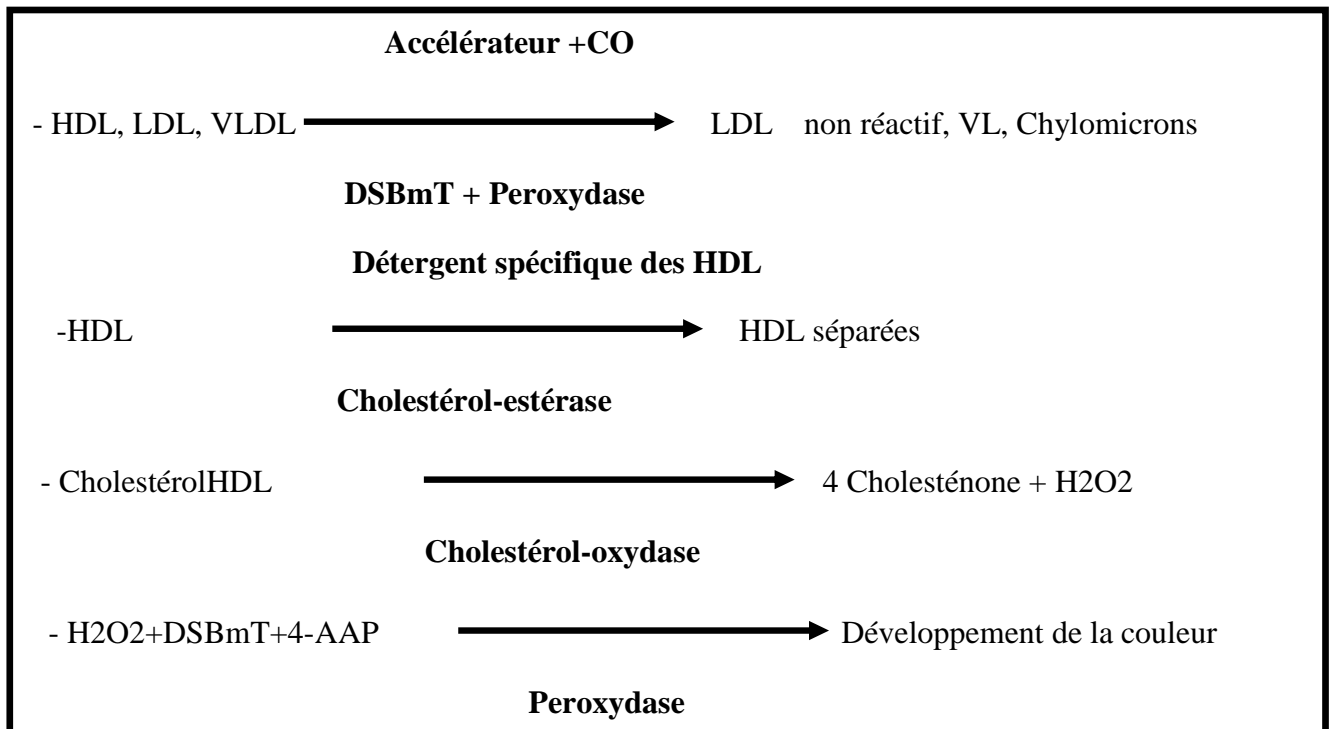 Accélérateur +CO
- HDL, LDL, VLDL LDL non réactif, VL, Chylomicrons
DSBmT + Peroxydase
Détergent spécifique des HDL
-HDL HDL séparées
Cholestérol-estérase
- CholestérolHDL 4 Cholesténone + H2O2
Cholestérol-oxydase
- H2O2+DSBmT+4-AAP Développement de la couleur
Peroxydase